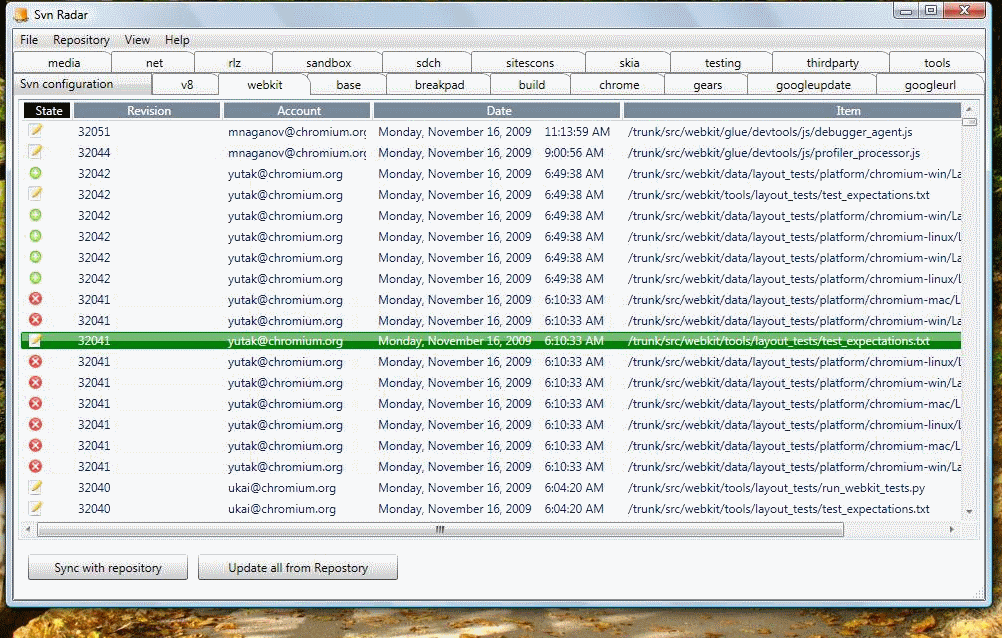 Svn Radar
File Repository View Help
media net rlz sandbox sdch sitescons skia testing thirdparty tools
Svn configuration v8 webkit base breakpad build chrome gears googleupdate googleurl
State Revision Account Date Item
32051 mnaganov@chromium.org Monday, November 16, 2009 11:13:59 AM /trunk/src/webkit/glue/devtools/js/debugger_agent.js
32044 mnaganov@chromium.org Monday, November 16, 2009 9:00:56 AM /trunk/src/webkit/glue/devtools/js/profiler_processor.js
32042 yutak@chromium.org Monday, November 16, 2009 6:49:38 AM /trunk/src/webkit/data/layout_tests/platform/chromium-win/La
32042 yutak@chromium.org Monday, November 16, 2009 6:49:38 AM /trunk/src/webkit/tools/layout_tests/test_expectations.txt
32042 yutak@chromium.org Monday, November 16, 2009 6:49:38 AM /trunk/src/webkit/data/layout_tests/platform/chromium-win/La
32042 yutak@chromium.org Monday, November 16, 2009 6:49:38 AM /trunk/src/webkit/data/layout_tests/platform/chromium-linux/L
32042 yutak@chromium.org Monday, November 16, 2009 6:49:38 AM /trunk/src/webkit/data/layout_tests/platform/chromium-win/La
32042 yutak@chromium.org Monday, November 16, 2009 6:49:38 AM /trunk/src/webkit/data/layout_tests/platform/chromium-linux/L
32041 yutak@chromium.org Monday, November 16, 2009 6:10:33 AM /trunk/src/webkit/data/layout_tests/platform/chromium-mac/L
32041 yutak@chromium.org Monday, November 16, 2009 6:10:33 AM /trunk/src/webkit/data/layout_tests/platform/chromium-win/La
32041 yutak@chromium.org Monday, November 16, 2009 6:10:33 AM /trunk/src/webkit/tools/layout_tests/test_expectations.txt
32041 yutak@chromium.org Monday, November 16, 2009 6:10:33 AM /trunk/src/webkit/data/layout_tests/platform/chromium-linux/L
32041 yutak@chromium.org Monday, November 16, 2009 6:10:33 AM /trunk/src/webkit/data/layout_tests/platform/chromium-win/La
32041 yutak@chromium.org Monday, November 16, 2009 6:10:33 AM /trunk/src/webkit/data/layout_tests/platform/chromium-mac/L
32041 yutak@chromium.org Monday, November 16, 2009 6:10:33 AM /trunk/src/webkit/data/layout_tests/platform/chromium-linux/L
32041 yutak@chromium.org Monday, November 16, 2009 6:10:33 AM /trunk/src/webkit/data/layout_tests/platform/chromium-mac/L
32041 yutak@chromium.org Monday, November 16, 2009 6:10:33 AM /trunk/src/webkit/data/layout_tests/platform/chromium-win/La
32040 ukai@chromium.org Monday, November 16, 2009 6:04:20 AM /trunk/src/webkit/tools/layout_tests/run_webkit_tests.py
32040 ukai@chromium.org Monday, November 16, 2009 6:04:20 AM /trunk/src/webkit/tools/layout_tests/test_expectations.txt
Sync with repository Update all from Repostory